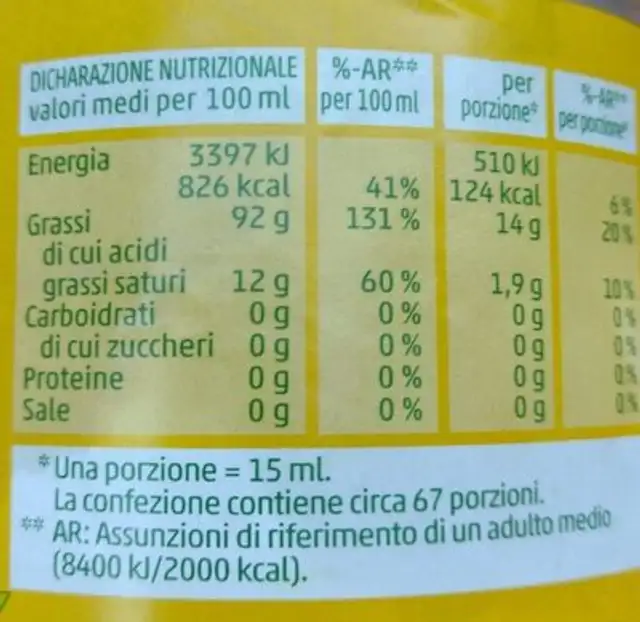 DICHARAZIONE NUTRIZIONALE %-AR** per %-AR**
valori medi per 100 ml per 100 ml porzione* per porzione*
Energia 3397 kJ 510 kJ
826 kcal 41% 124 kcal 6%
Grassi 92 g 131 % 14 g 20%
di cui acidi
grassi saturi 12 g 60 % 1,9 g 10%
Carboidrati 0 g 0 % 0 g 0%
di cui zuccheri 0 g 0 % 0 g 0%
Proteine 0 g 0 % 0 g 0%
Sale 0 g 0 % 0 g 0%
* Una porzione = 15 ml.
La confezione contiene circa 67 porzioni.
** AR: Assunzioni di riferimento di un adulto medio
(8400 kJ/2000 kcal).